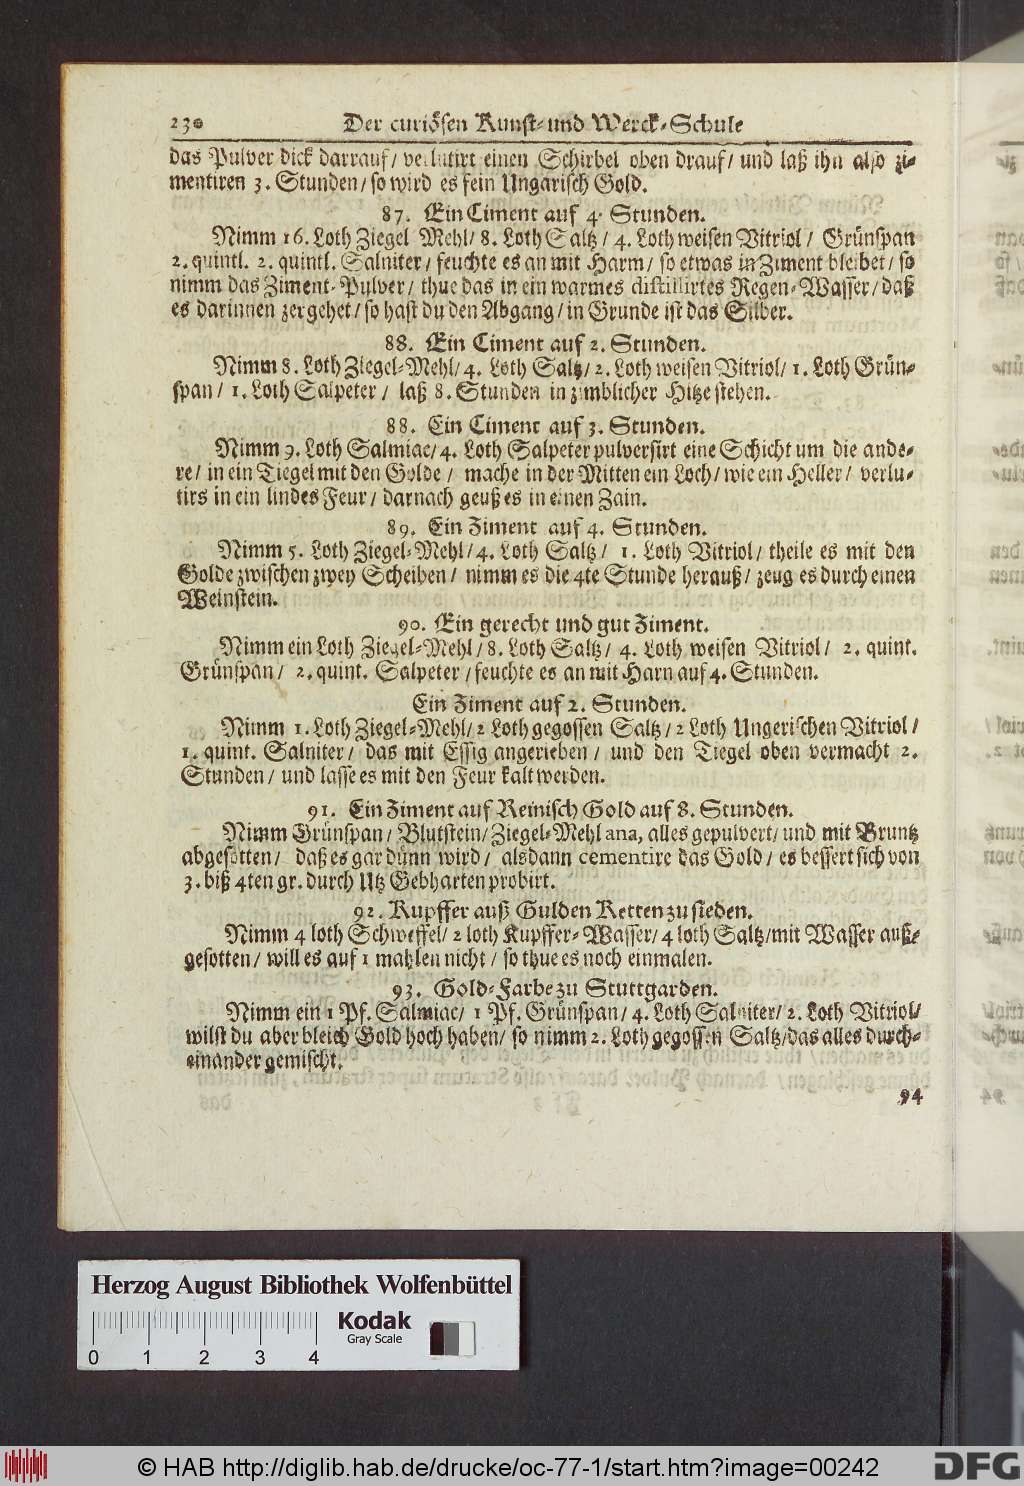 230 Der curiösen Kunst- und Werck-Schule
das Pulver dick darrauf / verlutirt einen Schirbel oben drauf / und laß ihn also zi-
mentiren 3. Stunden / so wird es fein Ungarisch Gold.
87. Ein Ciment auf 4. Stunden.
Nimm 16. Loth Ziegel Mehl / 8. Loth Saltz / 4. Loth weisen Vitriol / Grünspan
2. quintl. 2. quintl. Salniter / feuchte es an mit Harm / so etwas in Ziment bleibet / so
nimm das Ziment-Pulver / thue das in ein warmes distillirtes Regen-Wasser / daß
es darinnen zergehet / so hast du den Abgang / in Grunde ist das Silber.
88. Ein Ciment auf 2. Stunden.
Nimm 8. Loth Ziegel-Mehl / 4. Loth Saltz / 2. Loth weisen Vitriol / 1. Loth Grün-
span / 1. Loth Salpeter / laß 8. Stunden in zimblicher Hitze stehen.
88. Ein Ciment auf 3. Stunden.
Nimm 9. Loth Salmiac / 4. Loth Salpeter pulversirt eine Schicht um die ande-
re / in ein Tiegel mit den Golde / mache in der Mitten ein Loch / wie ein Heller / verlu-
tirs in ein lindes Feur / darnach geuß es in einen Zain.
89. Ein Ziment auf 4. Stunden.
Nimm 5. Loth Ziegel-Mehl / 4. Loth Saltz / 1. Loth Vitriol / theile es mit den
Golde zwischen zwey Scheiben / nimm es die 4te Stunde herauß / zeug es durch einen
Weinstein.
90. Ein gerecht und gut Ziment.
Nimm ein Loth Ziegel-Mehl / 8. Loth Saltz / 4. Loth weisen Vitriol / 2. quint.
Grünspan / 2. quint. Salpeter / feuchte es an mit Harn auf 4. Stunden.
Ein Ziment auf 2. Stunden.
Nimm 1. Loth Ziegel-Mehl / 2 Loth gegossen Saltz / 2 Loth Ungerischen Vitriol /
1. quint. Salniter / das mit Essig angerieben / und den Tiegel oben vermacht 2.
Stunden / und lasse es mit den Feur kalt werden.
91. Ein Ziment auf Reinisch Gold auf 8. Stunden.
Nimm Grünspan / Blutstein / Ziegel-Mehl ana, alles gepulvert / und mit Bruntz
abgesotten / daß es gar dünn wird / alsdann cementire das Gold / es bessert sich von
3. biß 4ten gr. durch Utz Gebharten probirt.
92. Kupffer auß Gulden Ketten zu sieden.
Nimm 4 loth Schweffel / 2 loth Kupffer-Wasser / 4 loth Saltz / mit Wasser auß-
gesotten / will es auf 1 mahlen nicht / so thue es noch einmalen.
93. Gold-Farbe zu Stuttgarden.
Nimm ein 1 Pf. Salmiac / 1 Pf. Grünspan / 4. Loth Salniter / 2. Loth Vitriol /
wilst du aber bleich Gold hoch haben / so nimm 2. Loth gegossen Saltz / das alles durch-
einander gemischt.
94
Herzog August Bibliothek Wolfenbüttel
Kodak
Gray Scale
0 1 2 3 4
© HAB http://diglib.hab.de/drucke/oc-77-1/start.htm?image=00242
DFG